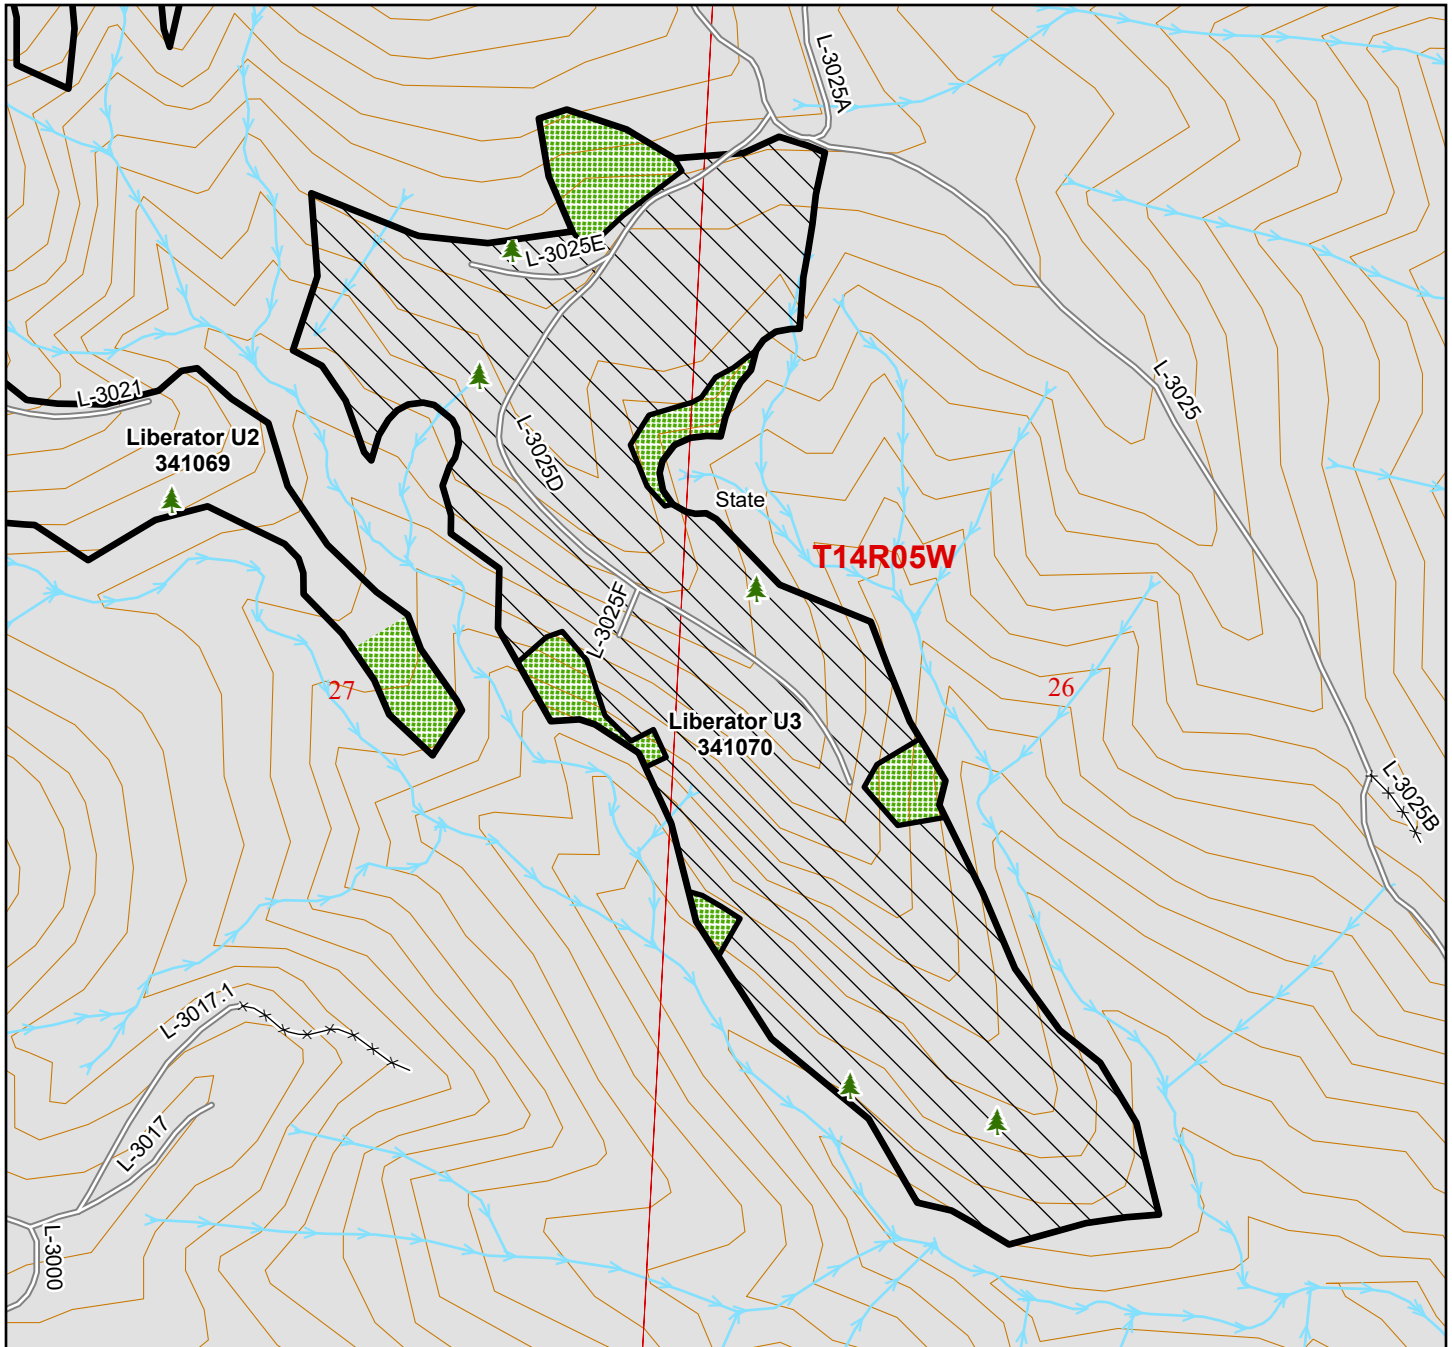 L-3025A
L-3025E
L-3025
L-3021
Liberator U2
341069
L-3025D
State
T14R05W
L-3025F
27
26
Liberator U3
341070
L-3025B
L-3017.1
L-3017
L-3000